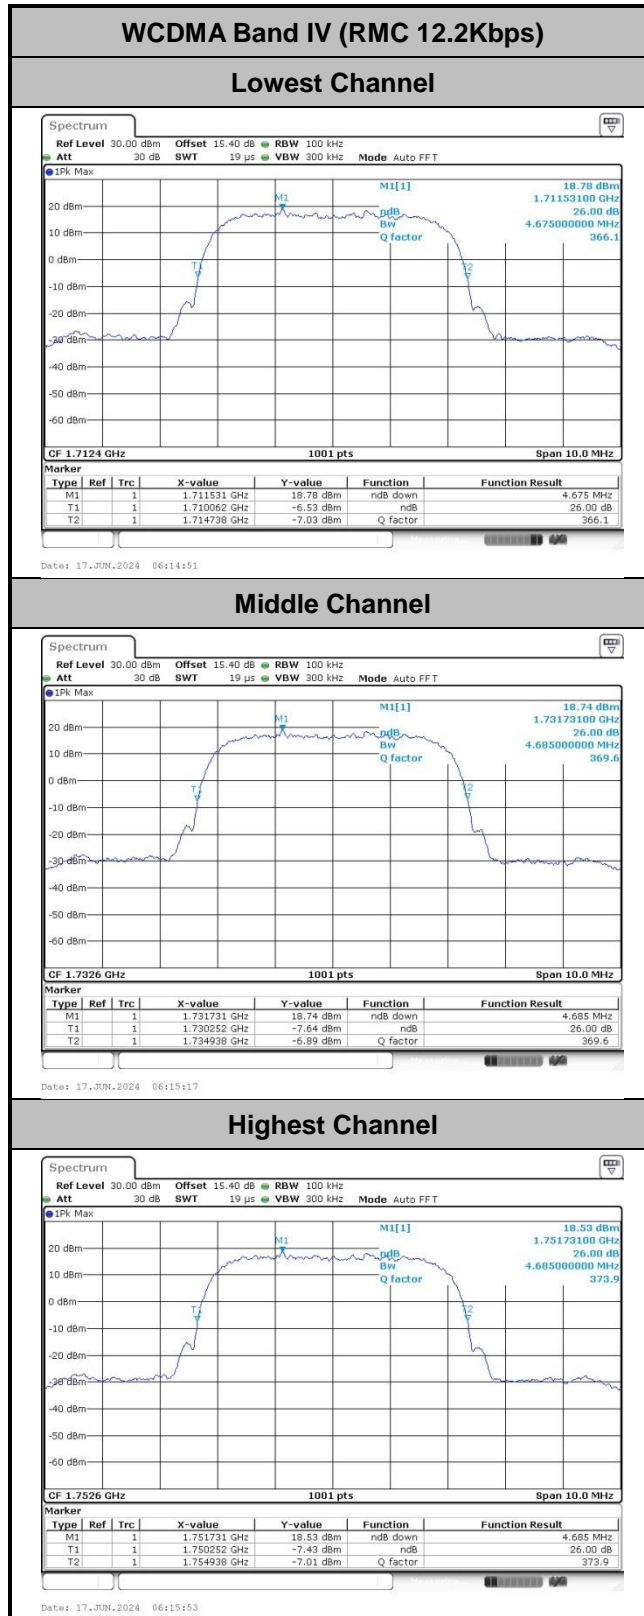 WCDMA Band IV (RMC 12.2Kbps)
Lowest Channel
Spectrum
Ref Level 30.00 dBm Offset 15.40 dB RBW 100 kHz
Att 30 dB SWT 19 µs VBW 300 kHz Mode Auto FFT
1Pk Max
M1[1] 18.78 dBm
1.71153100 GHz
ndB 26.00 dB
Bw 4.675000000 MHz
Q factor 366.1
M1
T1
T2
20 dBm
10 dBm
0 dBm
-10 dBm
-20 dBm
-30 dBm
-40 dBm
-50 dBm
-60 dBm
CF 1.7124 GHz 1001 pts Span 10.0 MHz
Marker
Type Ref Trc X-value Y-value Function Function Result
M1 1 1.711531 GHz 18.78 dBm ndB down 4.675 MHz
T1 1 1.710062 GHz -6.53 dBm ndB 26.00 dB
T2 1 1.714738 GHz -7.03 dBm Q factor 366.1
Date: 17.JUN.2024 06:14:51
Middle Channel
Spectrum
Ref Level 30.00 dBm Offset 15.40 dB RBW 100 kHz
Att 30 dB SWT 19 µs VBW 300 kHz Mode Auto FFT
1Pk Max
M1[1] 18.74 dBm
1.73173100 GHz
ndB 26.00 dB
Bw 4.685000000 MHz
Q factor 369.6
M1
T1
T2
20 dBm
10 dBm
0 dBm
-10 dBm
-20 dBm
-30 dBm
-40 dBm
-50 dBm
-60 dBm
CF 1.7326 GHz 1001 pts Span 10.0 MHz
Marker
Type Ref Trc X-value Y-value Function Function Result
M1 1 1.731731 GHz 18.74 dBm ndB down 4.685 MHz
T1 1 1.730252 GHz -7.64 dBm ndB 26.00 dB
T2 1 1.734938 GHz -6.89 dBm Q factor 369.6
Date: 17.JUN.2024 06:15:17
Highest Channel
Spectrum
Ref Level 30.00 dBm Offset 15.40 dB RBW 100 kHz
Att 30 dB SWT 19 µs VBW 300 kHz Mode Auto FFT
1Pk Max
M1[1] 18.53 dBm
1.75173100 GHz
ndB 26.00 dB
Bw 4.685000000 MHz
Q factor 373.9
M1
T1
T2
20 dBm
10 dBm
0 dBm
-10 dBm
-20 dBm
-30 dBm
-40 dBm
-50 dBm
-60 dBm
CF 1.7526 GHz 1001 pts Span 10.0 MHz
Marker
Type Ref Trc X-value Y-value Function Function Result
M1 1 1.751731 GHz 18.53 dBm ndB down 4.685 MHz
T1 1 1.750252 GHz -7.43 dBm ndB 26.00 dB
T2 1 1.754938 GHz -7.01 dBm Q factor 373.9
Date: 17.JUN.2024 06:15:53